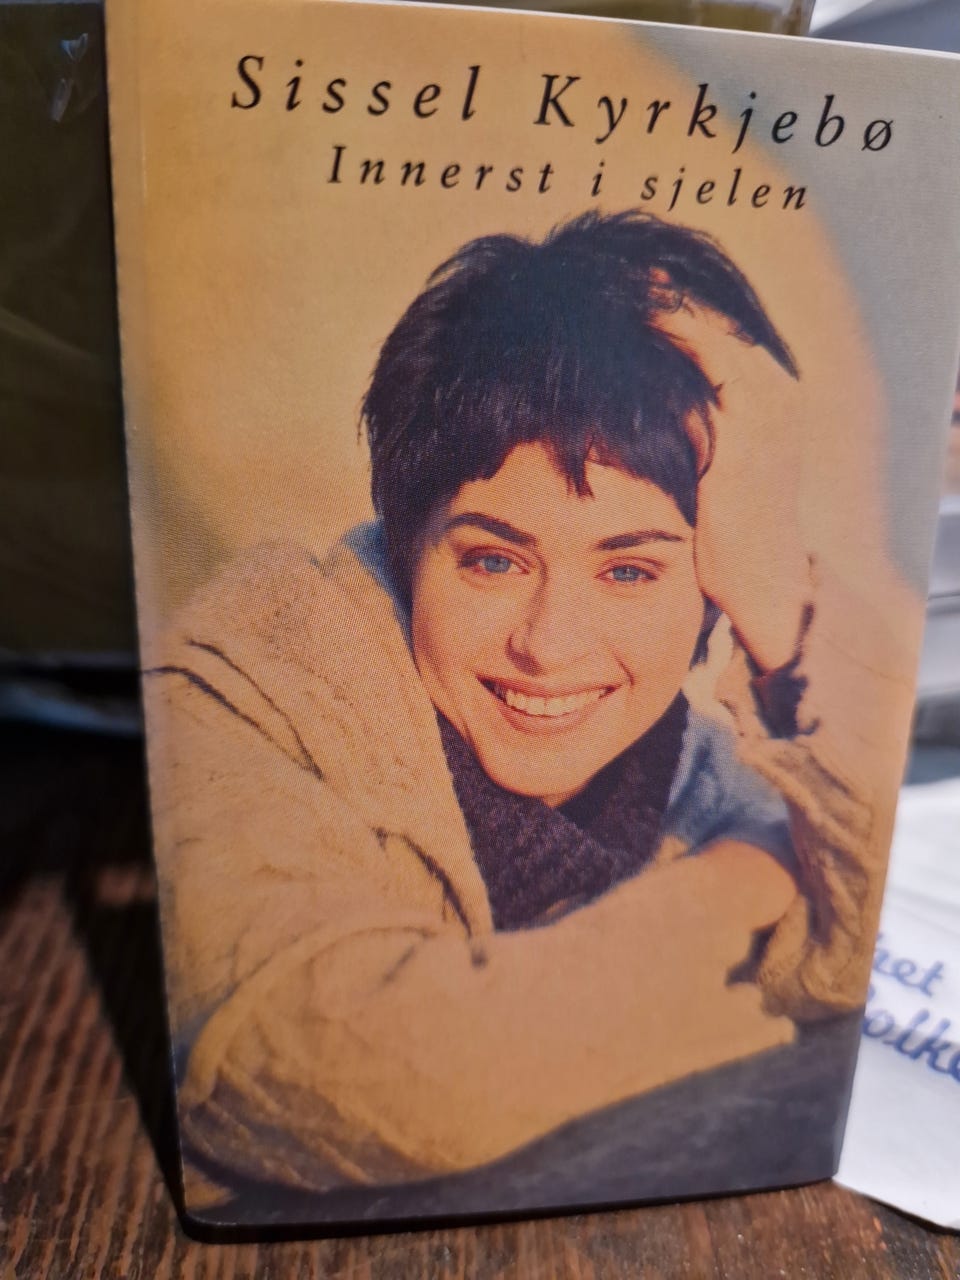 Sissel Kyrkjebø
Innerst i sjelen